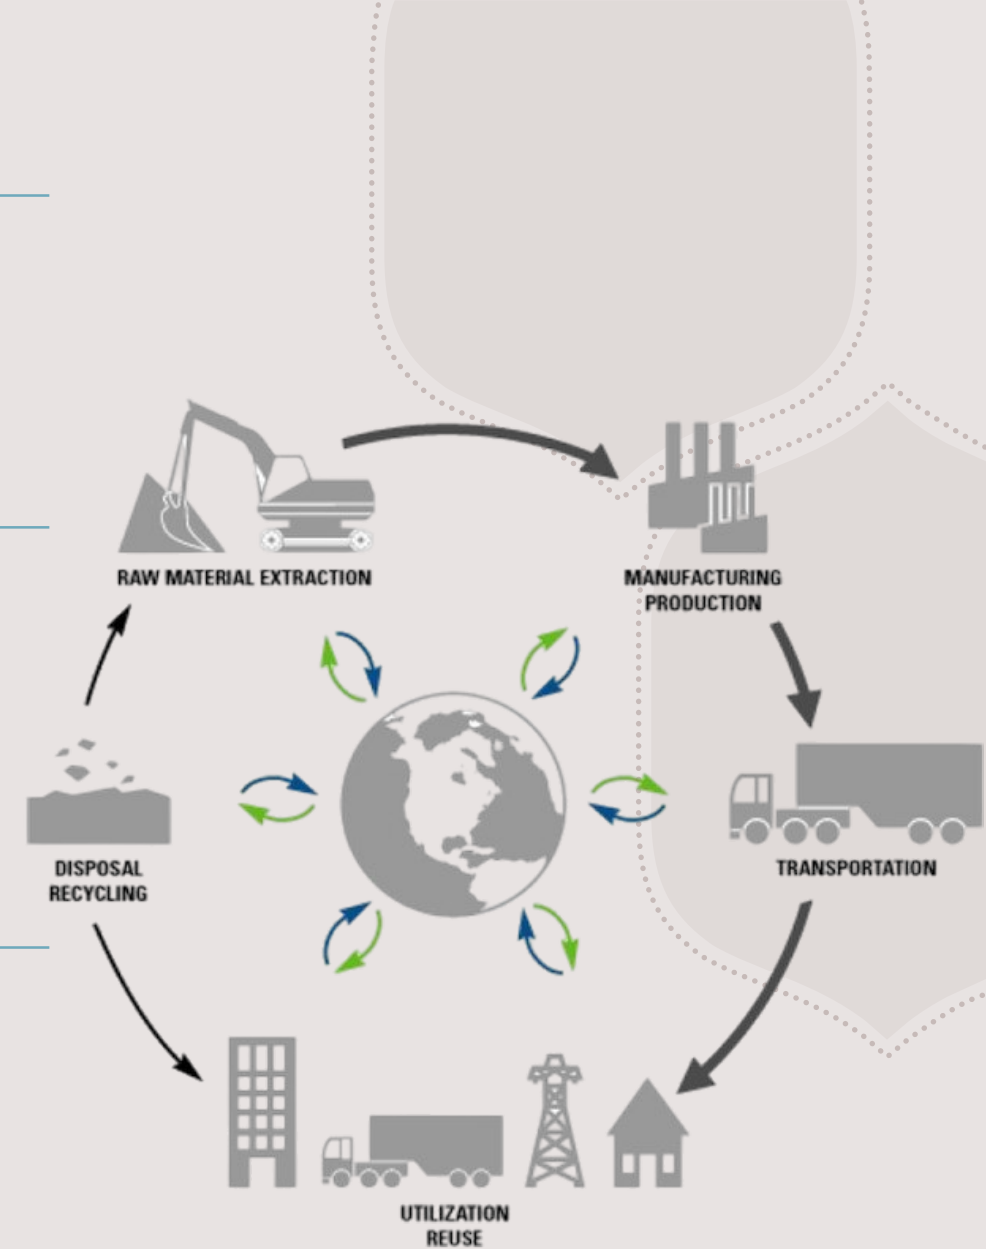 RAW MATERIAL EXTRACTION
MANUFACTURING
PRODUCTION
DISPOSAL
RECYCLING
TRANSPORTATION
UTILIZATION
REUSE